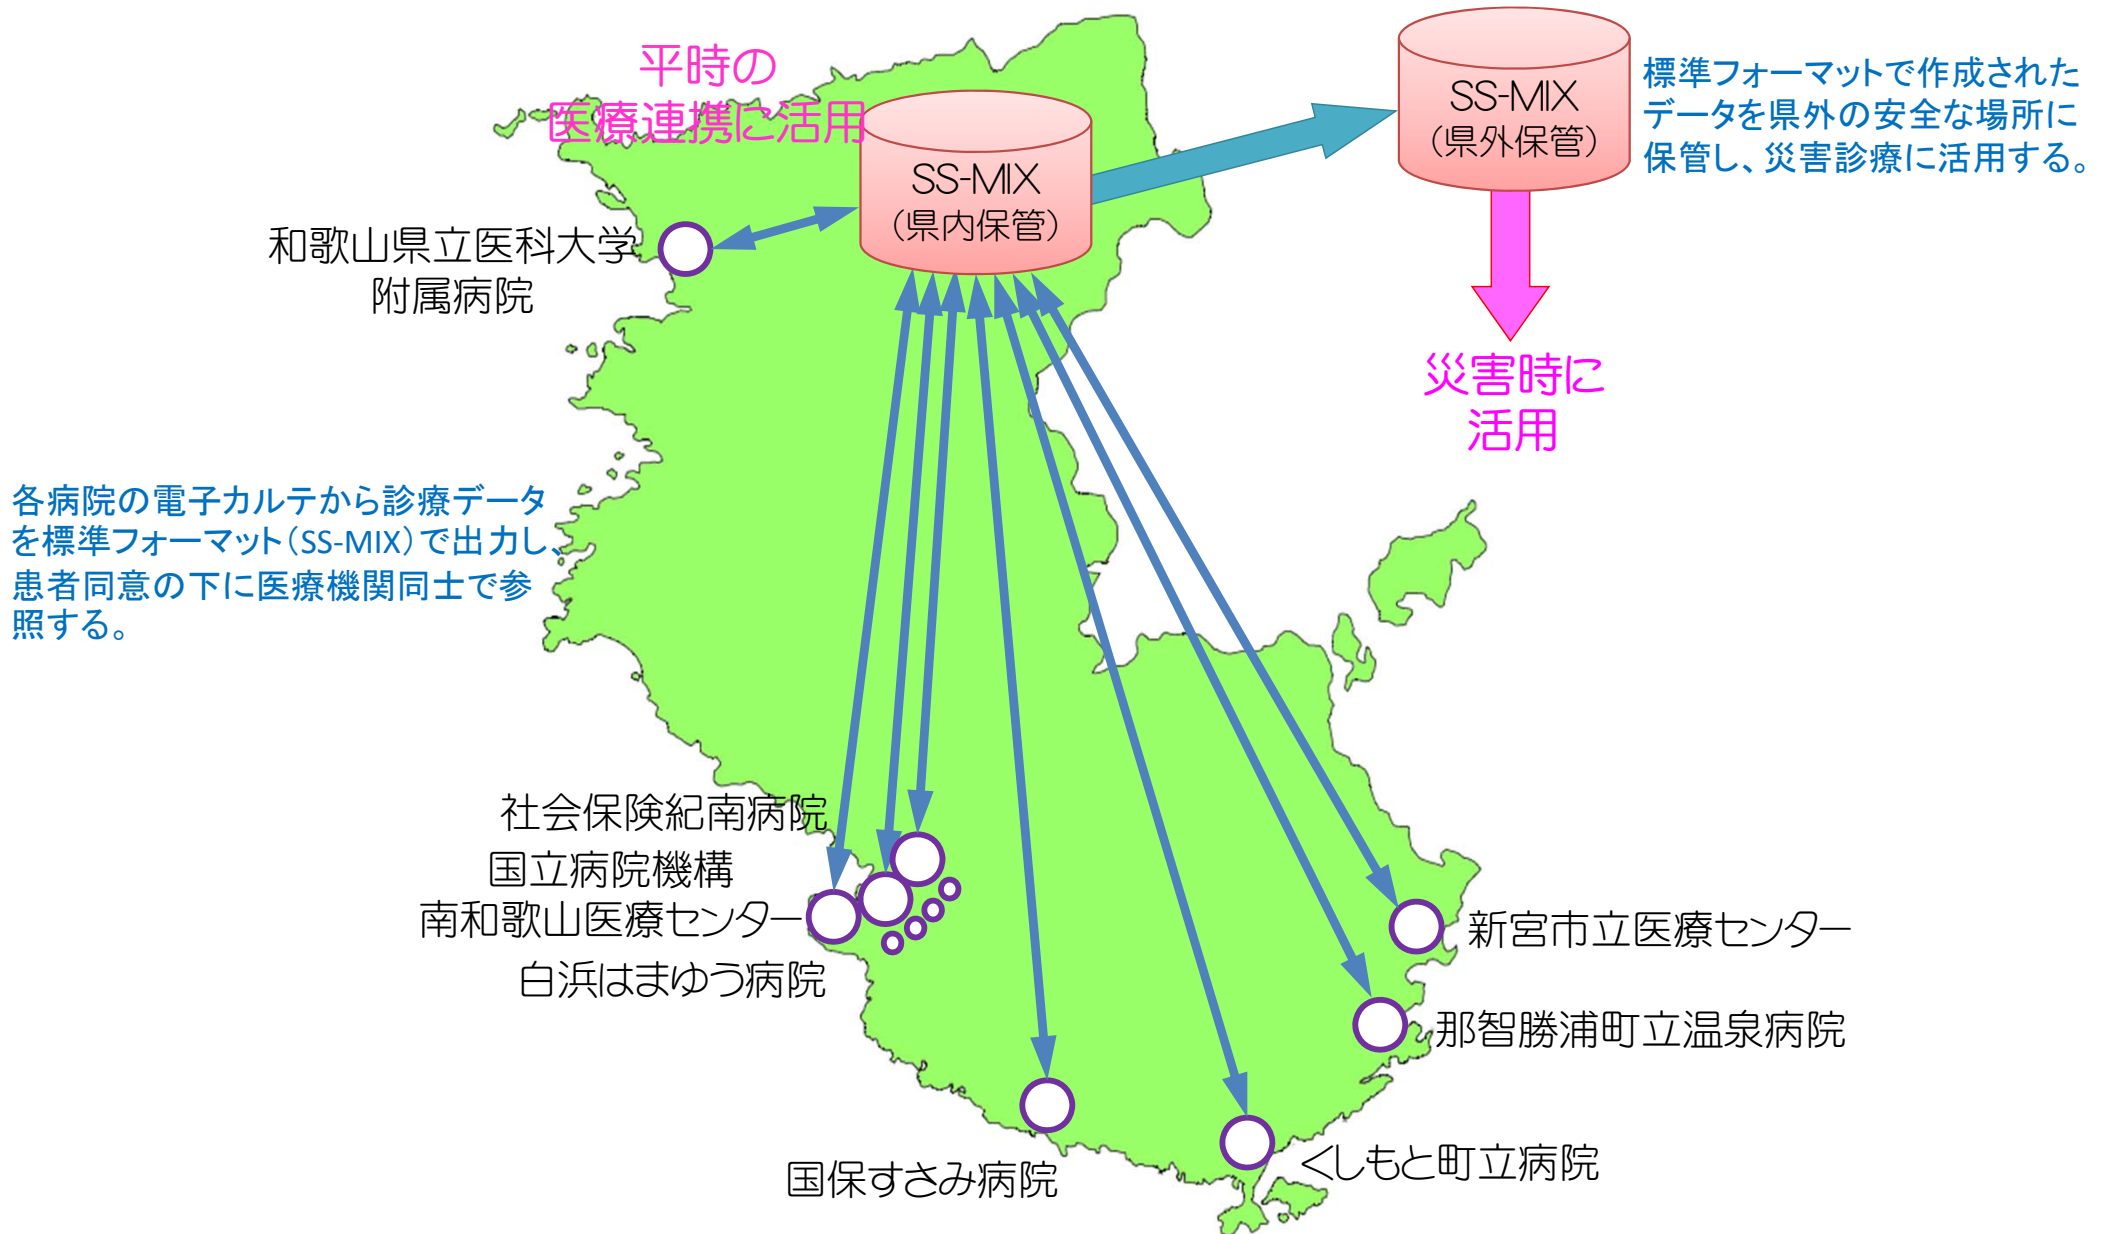 平時の
医療連携に活用
SS-MIX
（県内保管）
SS-MIX
（県外保管）
標準フォーマットで作成された
データを県外の安全な場所に
保管し、災害診療に活用する。
災害時に
活用
和歌山県立医科大学
附属病院
各病院の電子カルテから診療データ
を標準フォーマット（SS-MIX）で出力し、
患者同意の下に医療機関同士で参
照する。
社会保険紀南病院
国立病院機構
南和歌山医療センター
白浜はまゆう病院
国保すさみ病院
くしもと町立病院
那智勝浦町立温泉病院
新宮市立医療センター